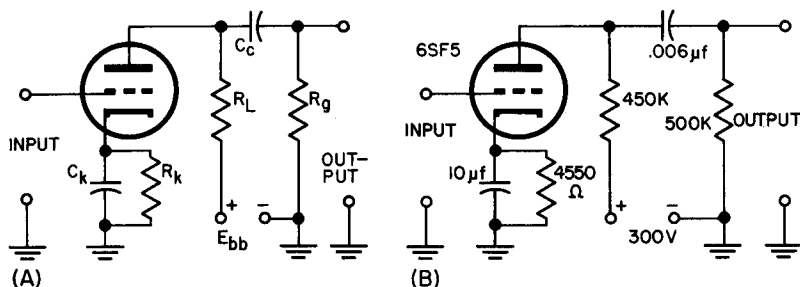 C_c
R_L
R_g
INPUT
C_k
R_k
OUT-
PUT
+
−
E_bb
(A)
6SF5
.006µf
450K
500K
OUTPUT
INPUT
10µf
4550
Ω
+
−
300V
(B)